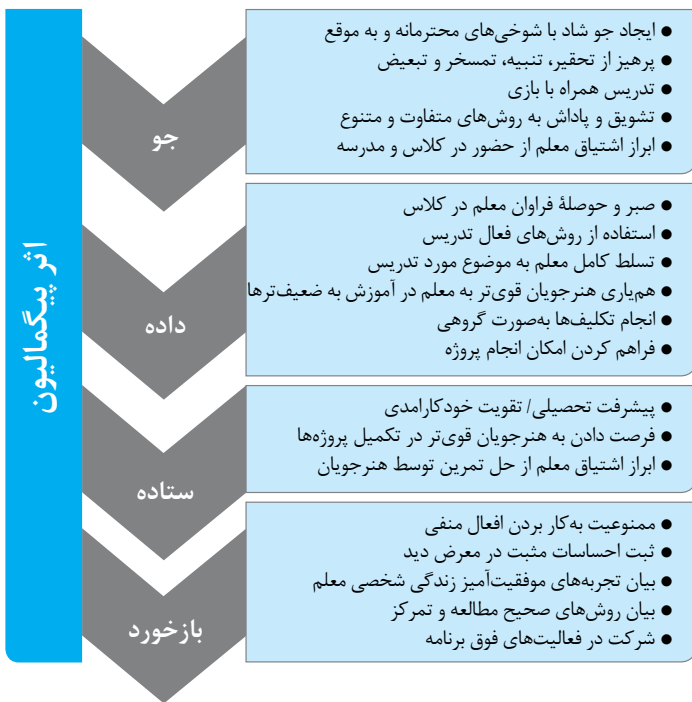 اثر پیگمالیون
جو
● ایجاد جو شاد با شوخی‌های محترمانه و به موقع
● پرهیز از تحقیر، تنبیه، تمسخر و تبعیض
● تدریس همراه با بازی
● تشویق و پاداش به روش‌های متفاوت و متنوع
● ابراز اشتیاق معلم از حضور در کلاس و مدرسه
داده
● صبر و حوصلهٔ فراوان معلم در کلاس
● استفاده از روش‌های فعال تدریس
● تسلط کامل معلم به موضوع مورد تدریس
● هم‌یاری هنرجویان قوی‌تر به معلم در آموزش به ضعیف‌ترها
● انجام تکلیف‌ها به‌صورت گروهی
● فراهم کردن امکان انجام پروژه
ستاده
● پیشرفت تحصیلی/ تقویت خودکارامدی
● فرصت دادن به هنرجویان قوی‌تر در تکمیل پروژه‌ها
● ابراز اشتیاق معلم از حل تمرین توسط هنرجویان
بازخورد
● ممنوعیت به‌کار بردن افعال منفی
● ثبت احساسات مثبت در معرض دید
● بیان تجربه‌های موفقیت‌آمیز زندگی شخصی معلم
● بیان روش‌های صحیح مطالعه و تمرکز
● شرکت در فعالیت‌های فوق برنامه